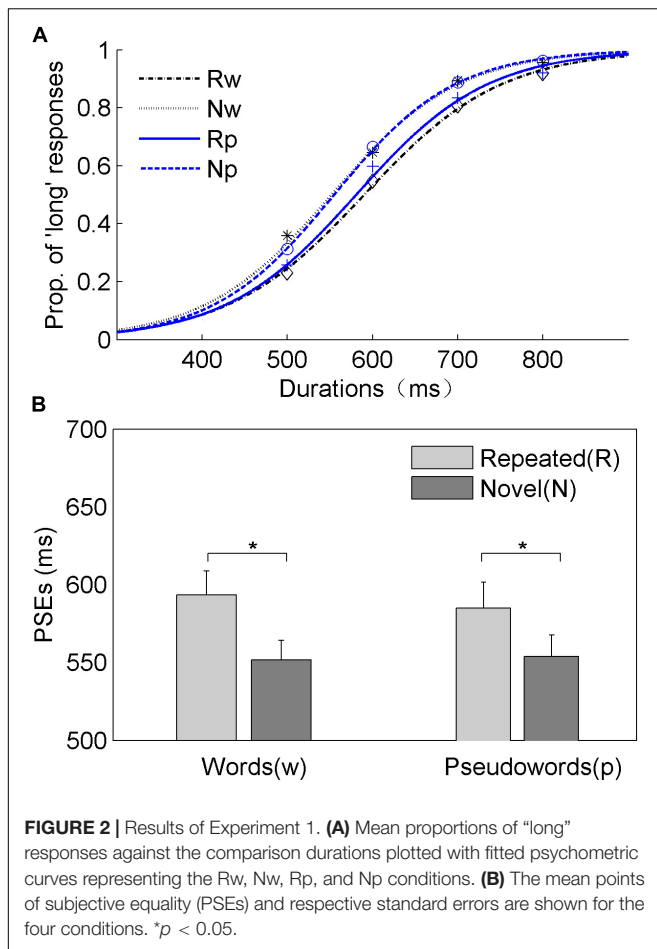 A
1
0.8
0.6
0.4
0.2
0
Prop. of 'long' responses
Rw
Nw
Rp
Np
400 500 600 700 800
Durations（ms）
B
700
650
600
550
500
PSEs (ms)
Repeated(R)
Novel(N)
* *
Words(w) Pseudowords(p)
FIGURE 2 | Results of Experiment 1. (A) Mean proportions of “long”
responses against the comparison durations plotted with fitted psychometric
curves representing the Rw, Nw, Rp, and Np conditions. (B) The mean points
of subjective equality (PSEs) and respective standard errors are shown for the
four conditions. *p < 0.05.